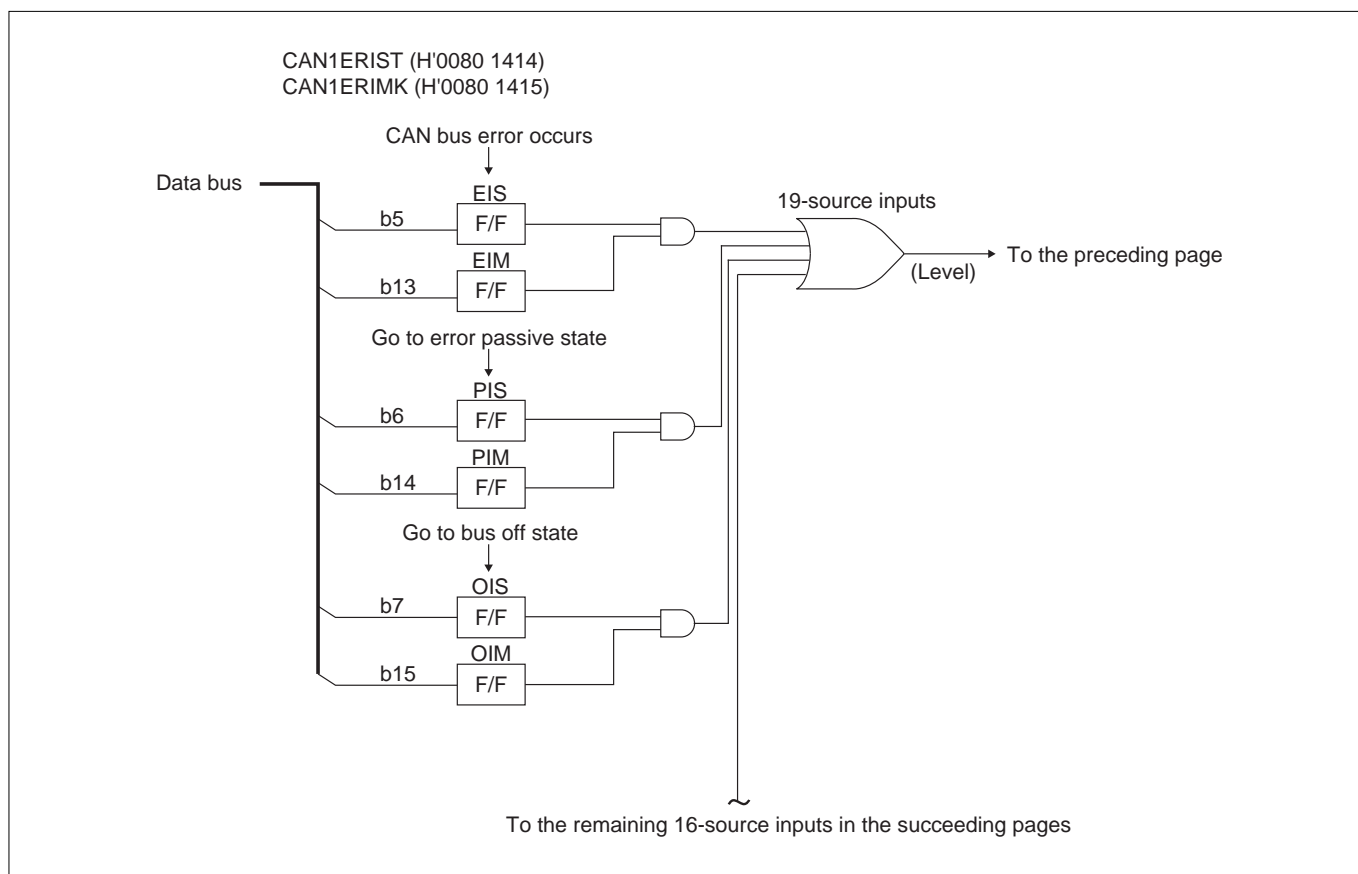 CAN1ERIST (H'0080 1414)
CAN1ERIMK (H'0080 1415)
CAN bus error occurs
Data bus
EIS
19-source inputs
b5
F/F
To the preceding page
(Level)
EIM
b13
F/F
Go to error passive state
PIS
b6
F/F
PIM
b14
F/F
Go to bus off state
OIS
b7
F/F
OIM
b15
F/F
To the remaining 16-source inputs in the succeeding pages